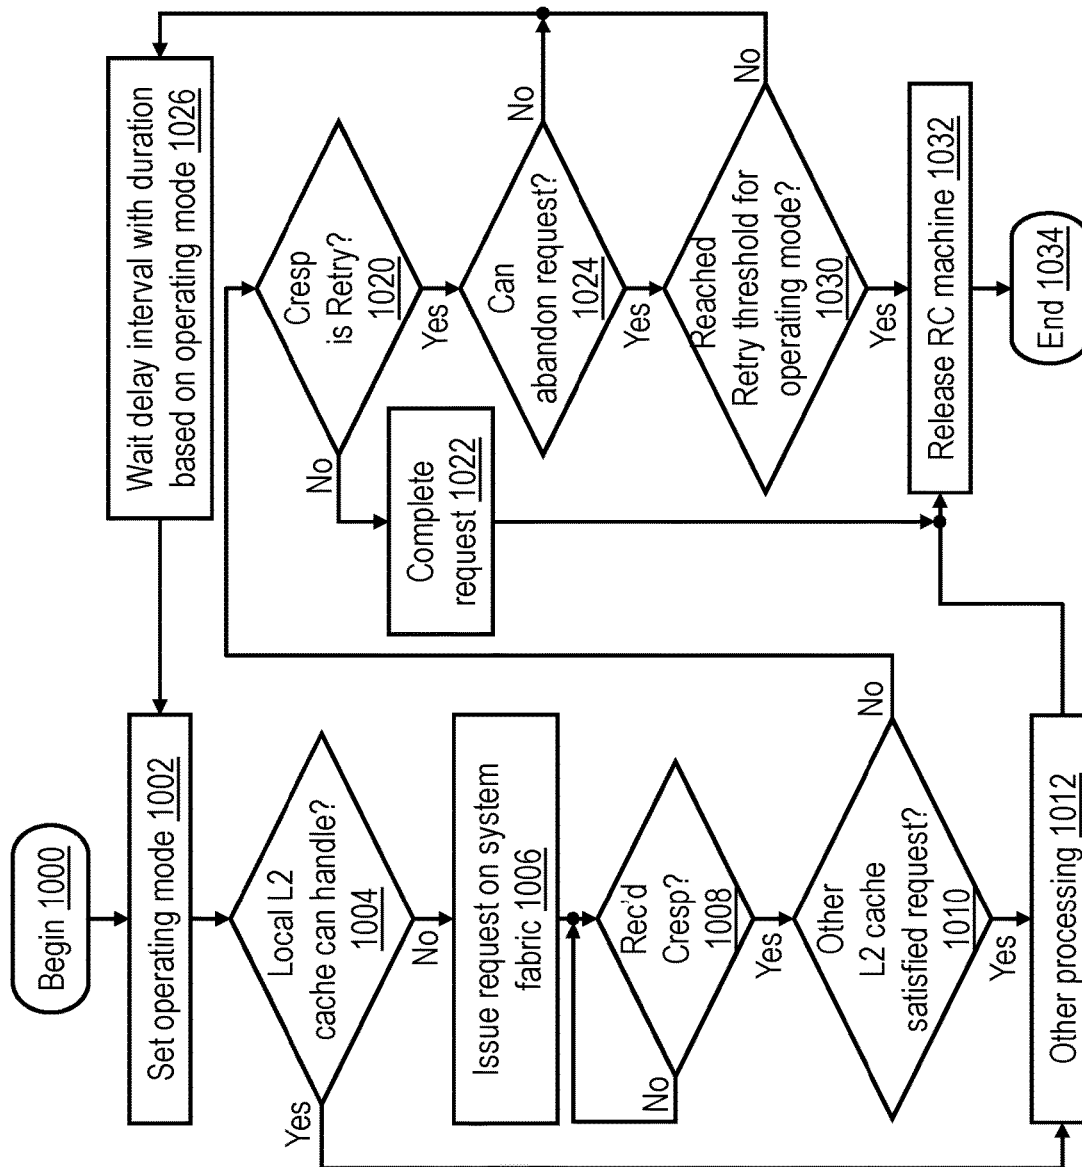 Begin 1000
Set operating mode 1002
Local L2
cache can handle?
1004
Yes
No
Issue request on system
fabric 1006
Rec'd
Cresp?
1008
No
Yes
Other
L2 cache
satisfied request?
1010
No
Yes
Other processing 1012
Wait delay interval with duration
based on operating mode 1026
Cresp
is Retry?
1020
No
Yes
Complete
request 1022
Can
abandon request?
1024
No
Yes
Reached
Retry threshold for
operating mode?
1030
No
Yes
Release RC machine 1032
End 1034